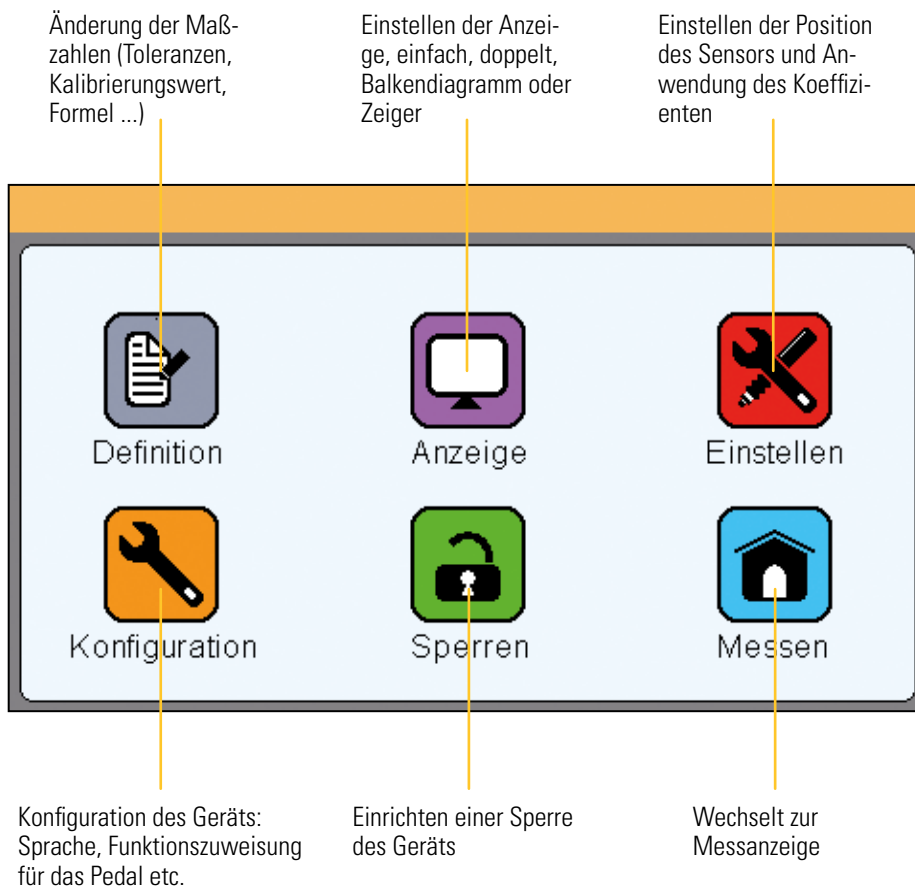 Änderung der Maß-
zahlen (Toleranzen,
Kalibrierungswert,
Formel ...)
Einstellen der Anzei-
ge, einfach, doppelt,
Balkendiagramm oder
Zeiger
Einstellen der Position
des Sensors und An-
wendung des Koeffizi-
enten
Definition
Anzeige
Einstellen
Konfiguration
Sperren
Messen
Konfiguration des Geräts:
Sprache, Funktionszuweisung
für das Pedal etc.
Einrichten einer Sperre
des Geräts
Wechselt zur
Messanzeige